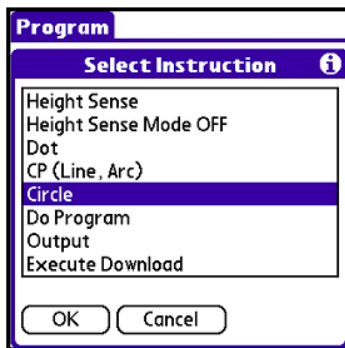 Program
Select Instruction
Height Sense
Height Sense Mode OFF
Dot
CP (Line, Arc)
Circle
Do Program
Output
Execute Download
OK Cancel